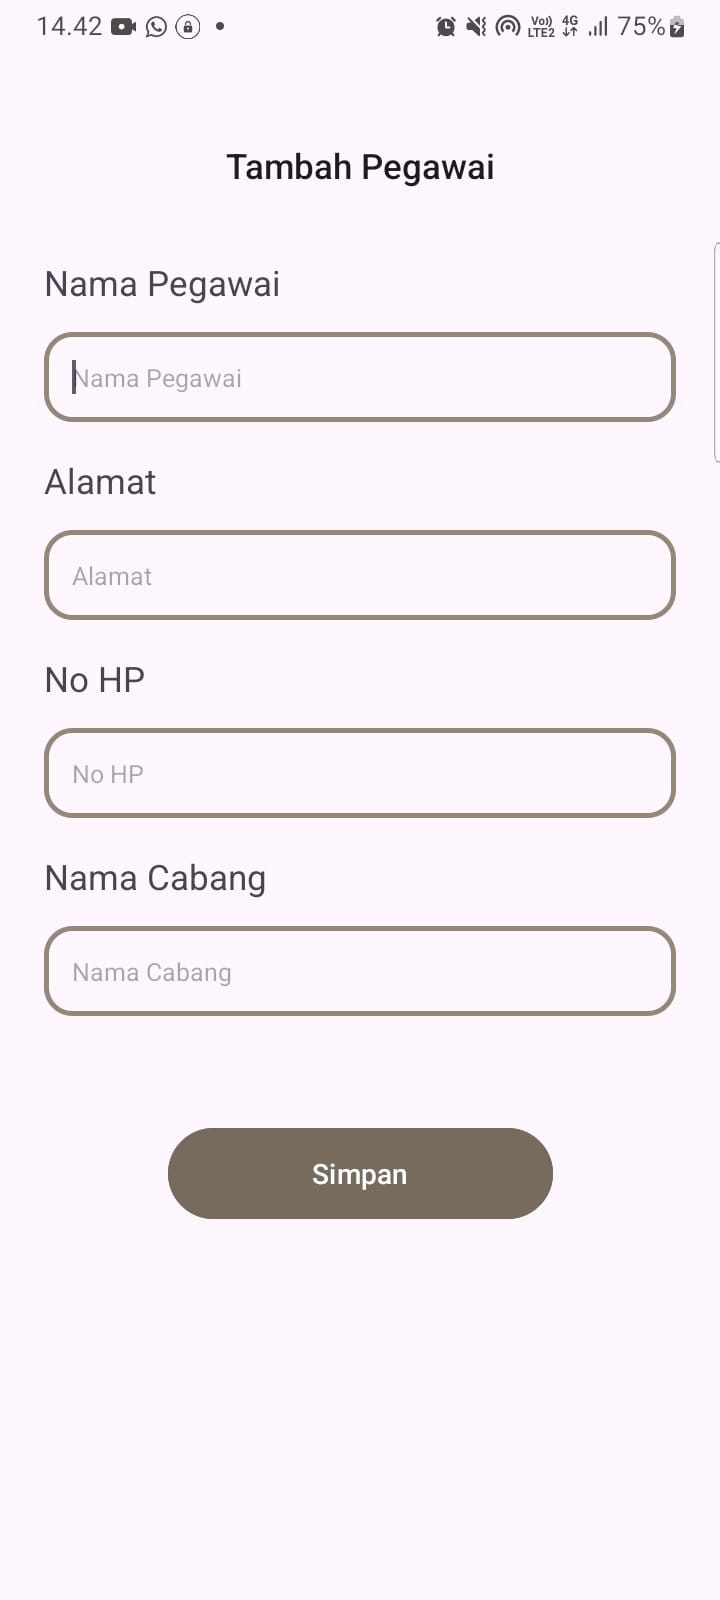 14.42
Vo)) 4G
LTE2
75%
Tambah Pegawai
Nama Pegawai
Nama Pegawai
Alamat
Alamat
No HP
No HP
Nama Cabang
Nama Cabang
Simpan